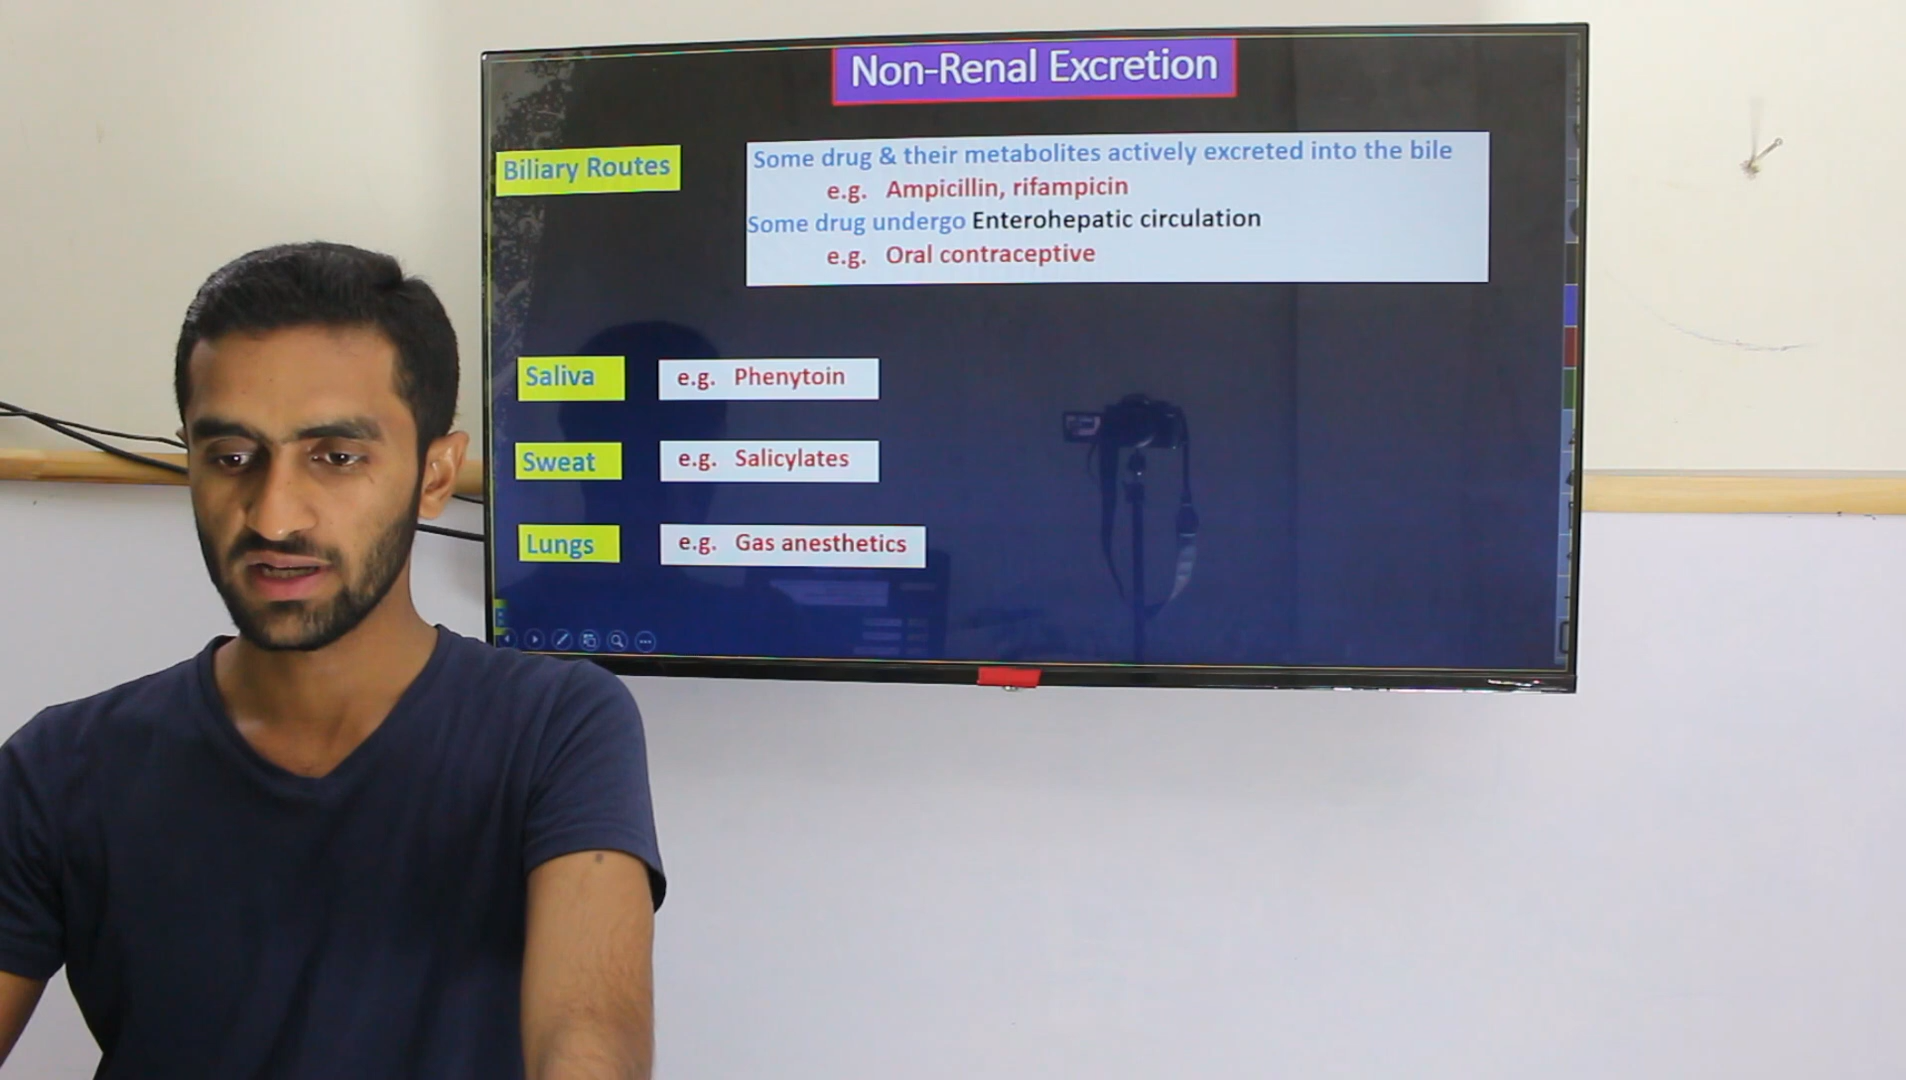 Non-Renal Excretion
Biliary Routes
Some drug & their metabolites actively excreted into the bile
e.g. Ampicillin, rifampicin
Some drug undergo Enterohepatic circulation
e.g. Oral contraceptive
Saliva
e.g. Phenytoin
Sweat
e.g. Salicylates
Lungs
e.g. Gas anesthetics